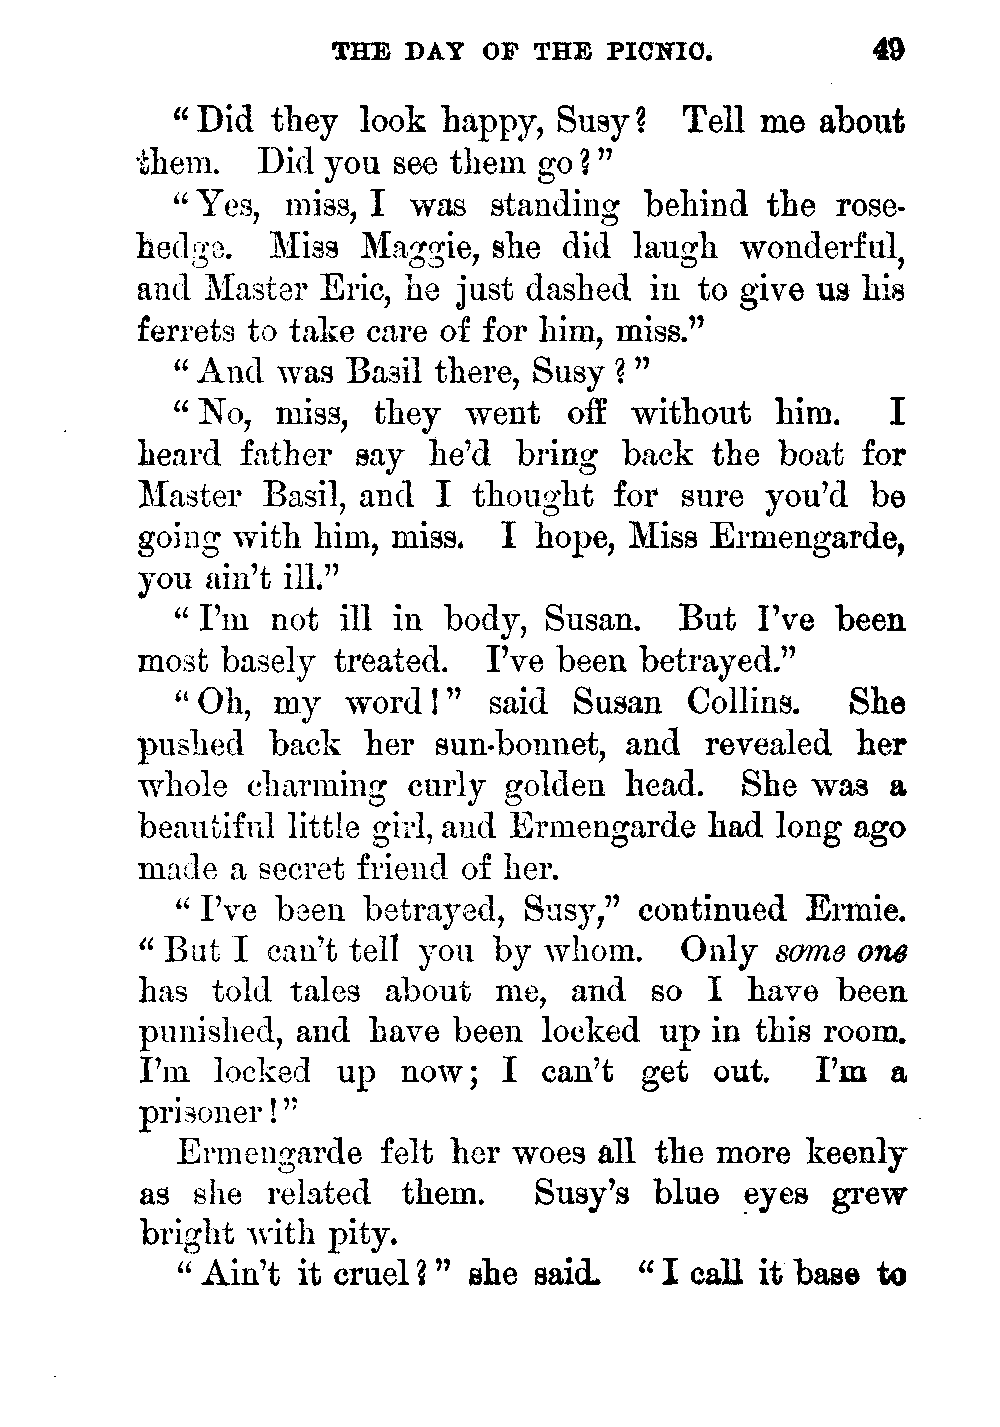 THE DAY OF THE PICNIC. 49
“Did they look happy, Susy? Tell me about
them. Did you see them go?”
“Yes, miss, I was standing behind the rose-
hedge. Miss Maggie, she did laugh wonderful,
and Master Eric, he just dashed in to give us his
ferrets to take care of for him, miss.”
“And was Basil there, Susy?”
“No, miss, they went off without him. I
heard father say he’d bring back the boat for
Master Basil, and I thought for sure you’d be
going with him, miss. I hope, Miss Ermengarde,
you ain’t ill.”
“I’m not ill in body, Susan. But I’ve been
most basely treated. I’ve been betrayed.”
“Oh, my word!” said Susan Collins. She
pushed back her sun-bonnet, and revealed her
whole charming curly golden head. She was a
beautiful little girl, and Ermengarde had long ago
made a secret friend of her.
“I’ve been betrayed, Susy,” continued Ermie.
“But I can’t tell you by whom. Only some one
has told tales about me, and so I have been
punished, and have been locked up in this room.
I’m locked up now; I can’t get out. I’m a
prisoner!”
Ermengarde felt her woes all the more keenly
as she related them. Susy’s blue eyes grew
bright with pity.
“Ain’t it cruel?” she said. “I call it base to